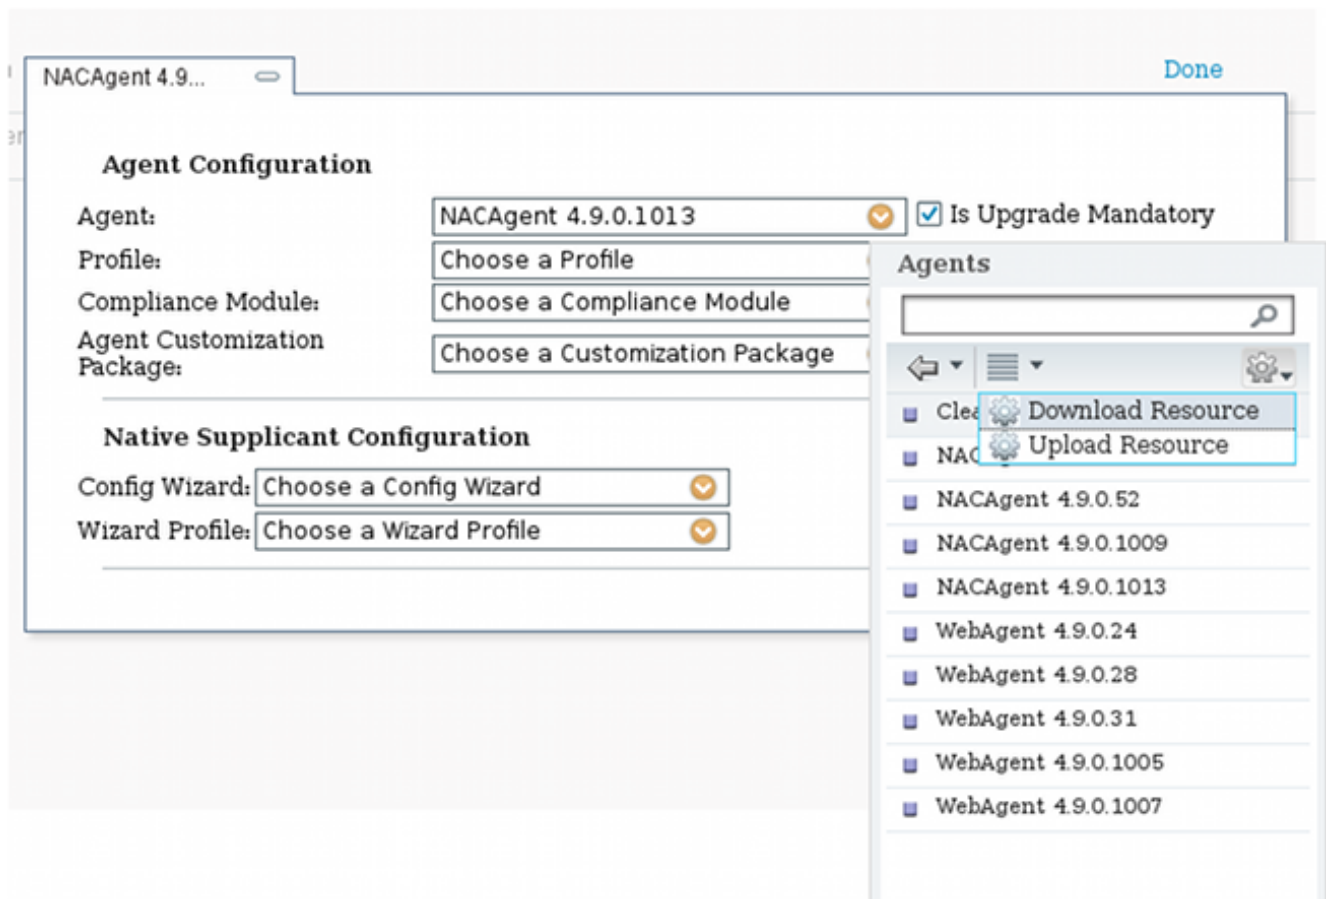 NACAgent 4.9...
Done
Agent Configuration
Agent: NACAgent 4.9.0.1013 Is Upgrade Mandatory
Profile: Choose a Profile
Compliance Module: Choose a Compliance Module
Agent Customization
Package: Choose a Customization Package
Native Supplicant Configuration
Config Wizard: Choose a Config Wizard
Wizard Profile: Choose a Wizard Profile
Agents
Download Resource
Upload Resource
NACAgent 4.9.0.52
NACAgent 4.9.0.1009
NACAgent 4.9.0.1013
WebAgent 4.9.0.24
WebAgent 4.9.0.28
WebAgent 4.9.0.31
WebAgent 4.9.0.1005
WebAgent 4.9.0.1007